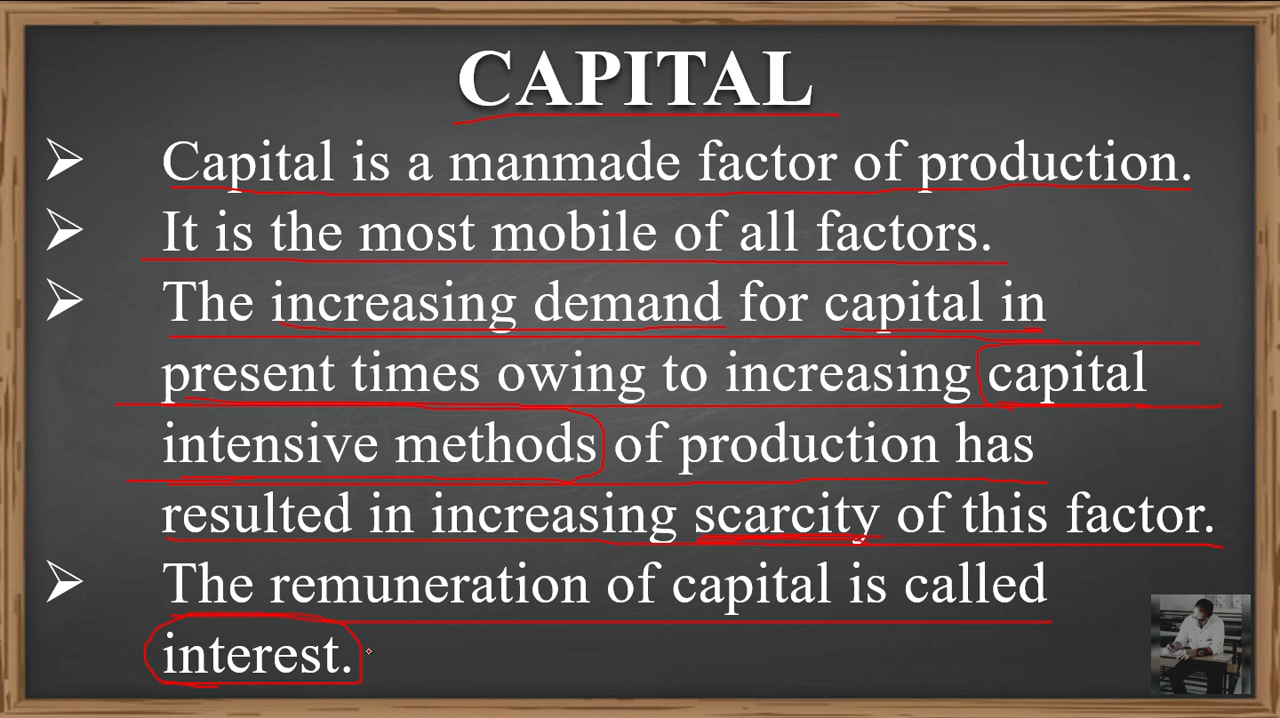 CAPITAL
➢ Capital is a manmade factor of production.
➢ It is the most mobile of all factors.
➢ The increasing demand for capital in
present times owing to increasing capital
intensive methods of production has
resulted in increasing scarcity of this factor.
➢ The remuneration of capital is called
interest.